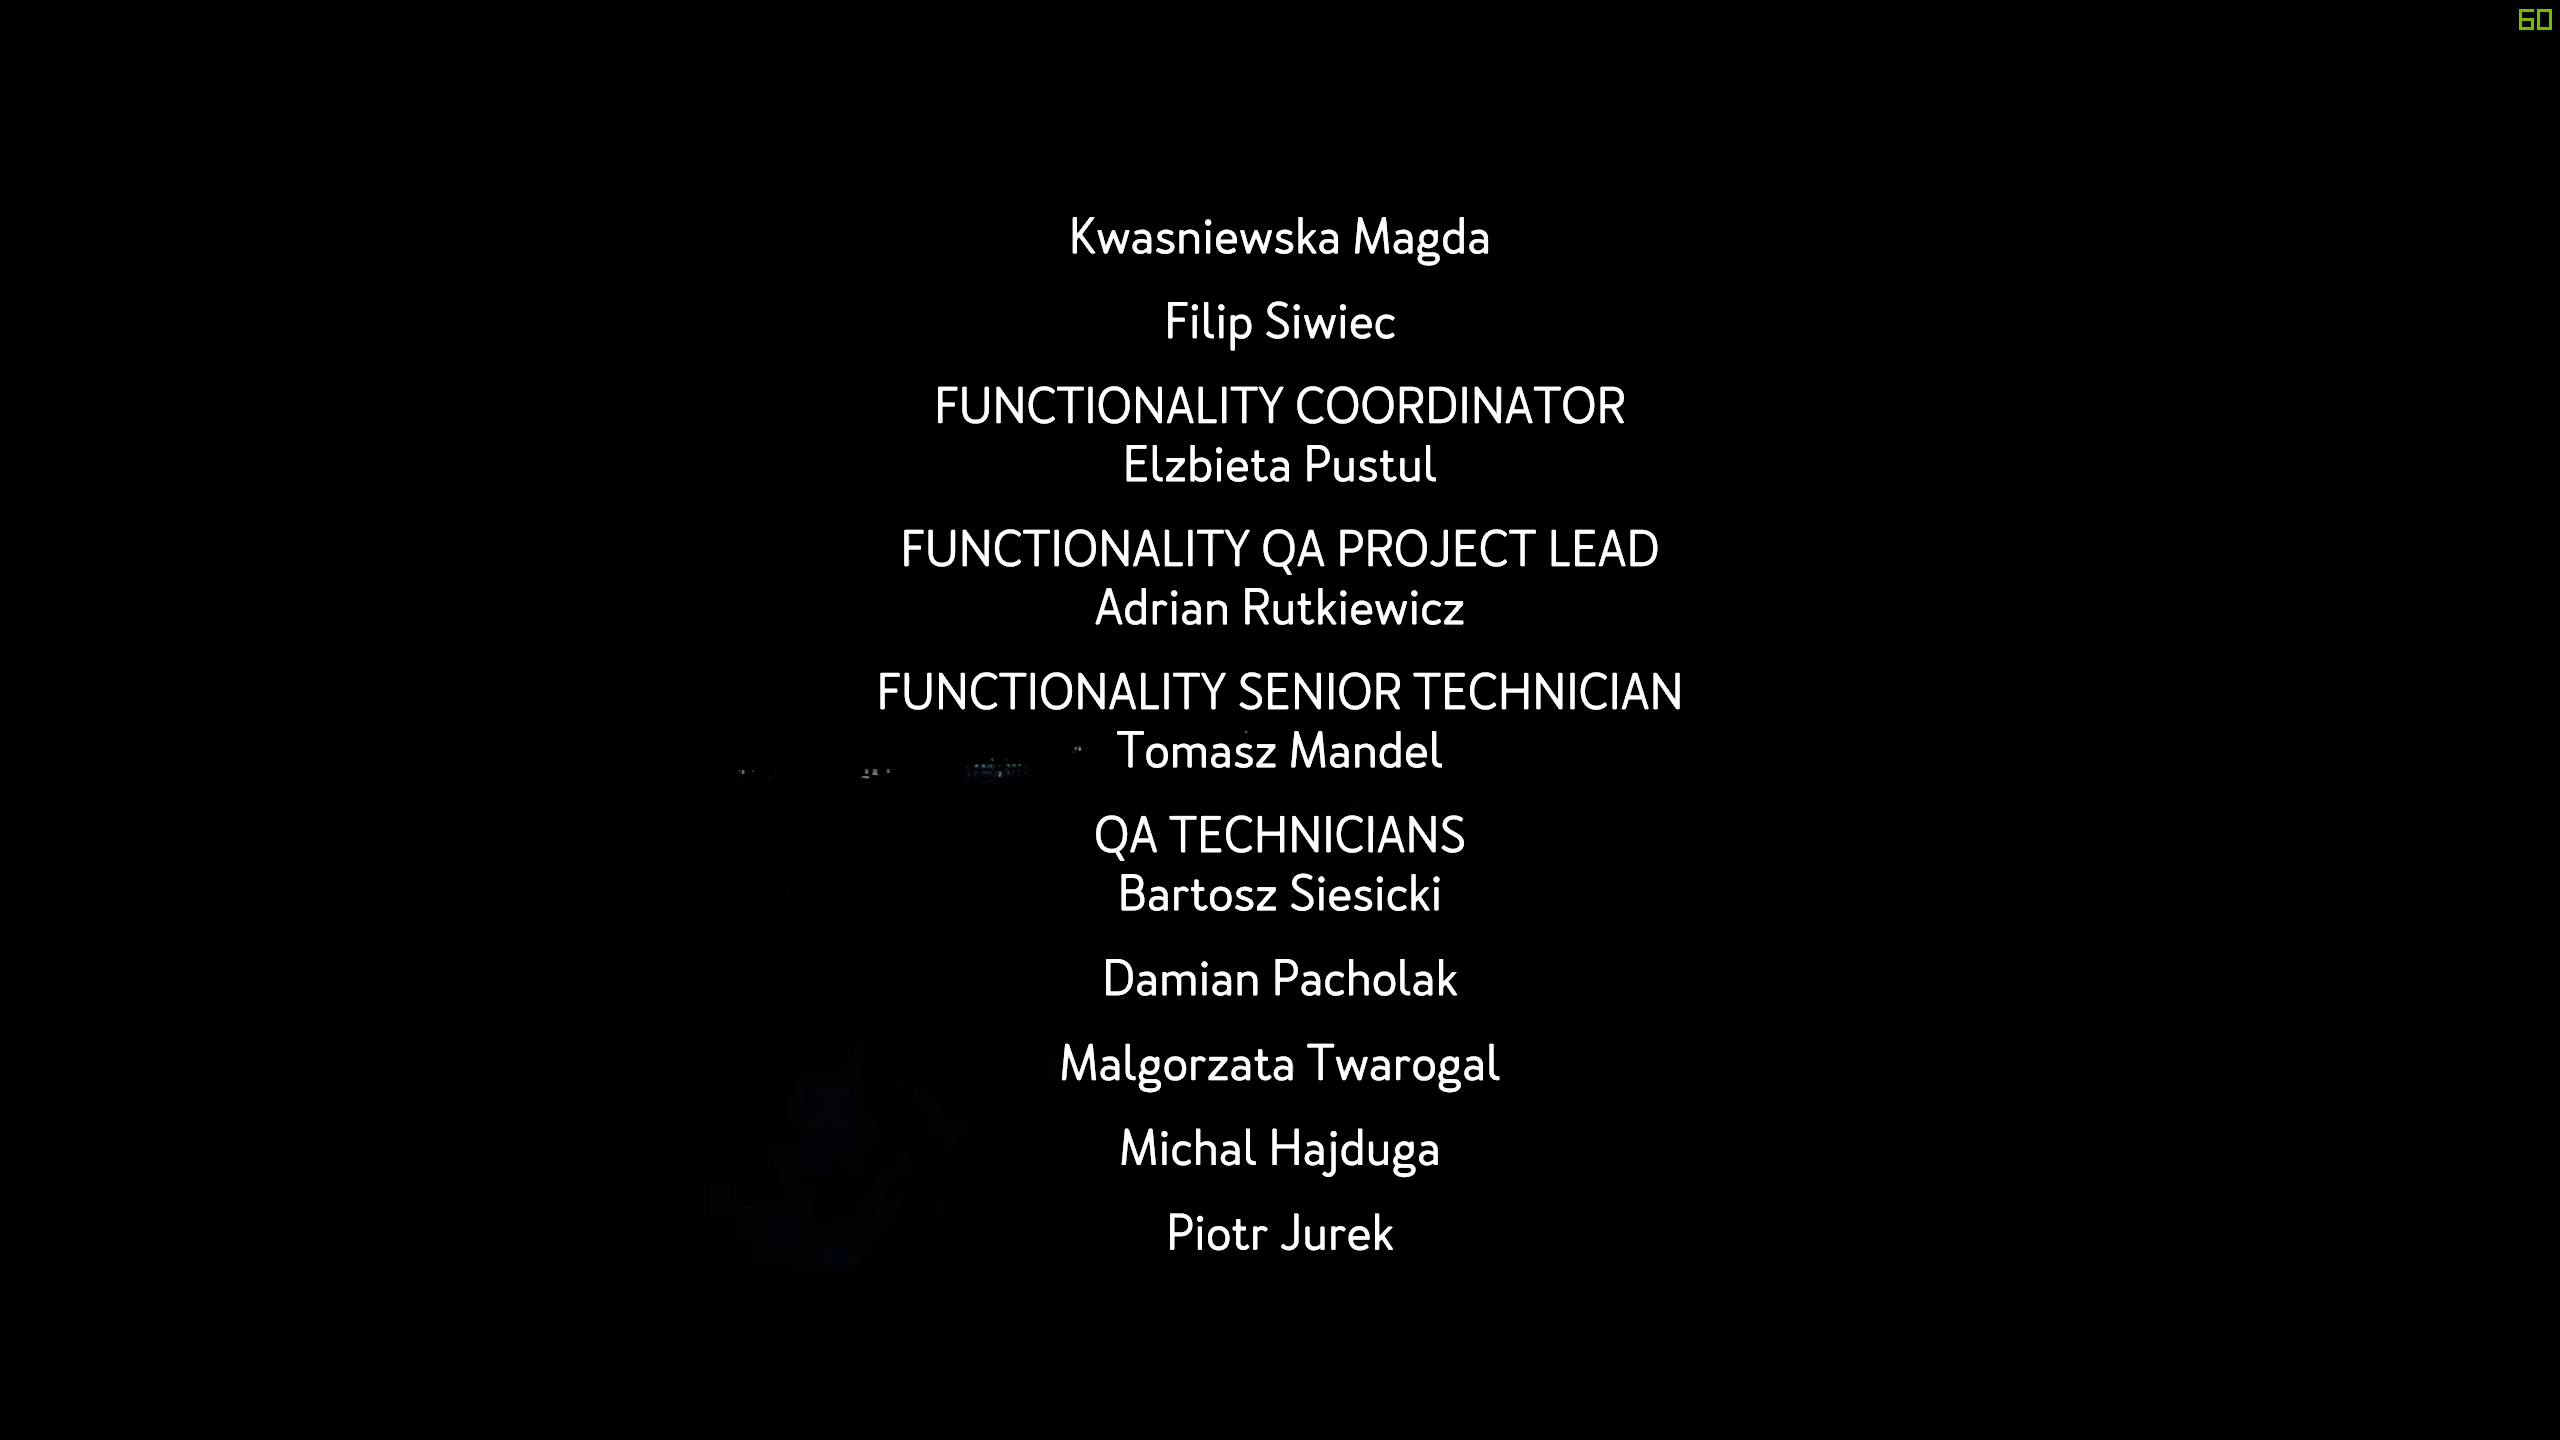 60
Kwasniewska Magda
Filip Siwiec
FUNCTIONALITY COORDINATOR
Elzbieta Pustul
FUNCTIONALITY QA PROJECT LEAD
Adrian Rutkiewicz
FUNCTIONALITY SENIOR TECHNICIAN
Tomasz Mandel
QA TECHNICIANS
Bartosz Siesicki
Damian Pacholak
Malgorzata Twarogal
Michal Hajduga
Piotr Jurek